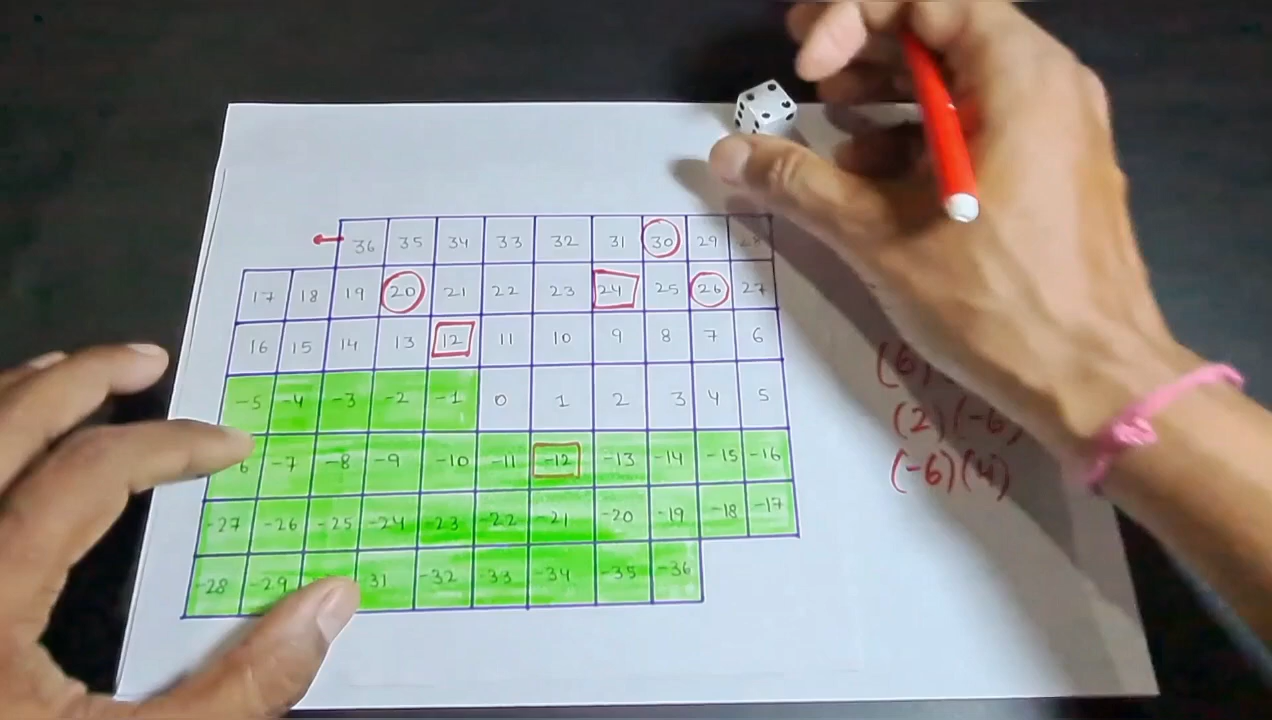 36 35 34 33 32 31 30 29 28
17 18 19 20 21 22 23 24 25 26 27
16 15 14 13 12 11 10 9 8 7 6
-5 -4 -3 -2 -1 0 1 2 3 4 5
6 -7 -8 -9 -10 -11 -12 -13 -14 -15 -16
-27 -26 -25 -24 -23 -22 -21 -20 -19 -18 -17
-28 -29 31 -32 -33 -34 -35 -36
(6)
(2)(-6)
(-6)(4)